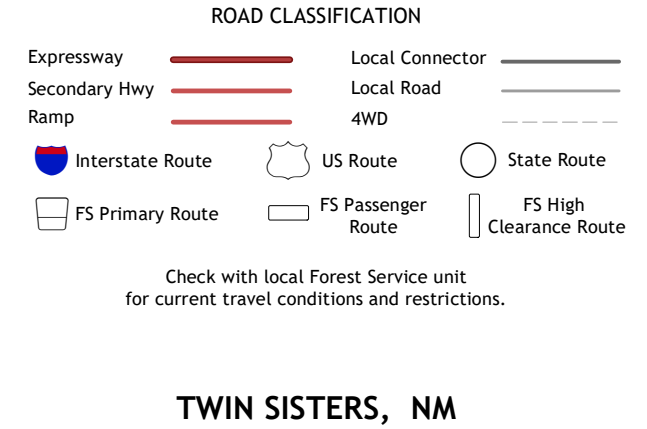 ROAD CLASSIFICATION
Expressway
Local Connector
Secondary Hwy
Local Road
Ramp
4WD
Interstate Route
US Route
State Route
FS Primary Route
FS Passenger
Route
FS High
Clearance Route
Check with local Forest Service unit
for current travel conditions and restrictions.
TWIN SISTERS, NM